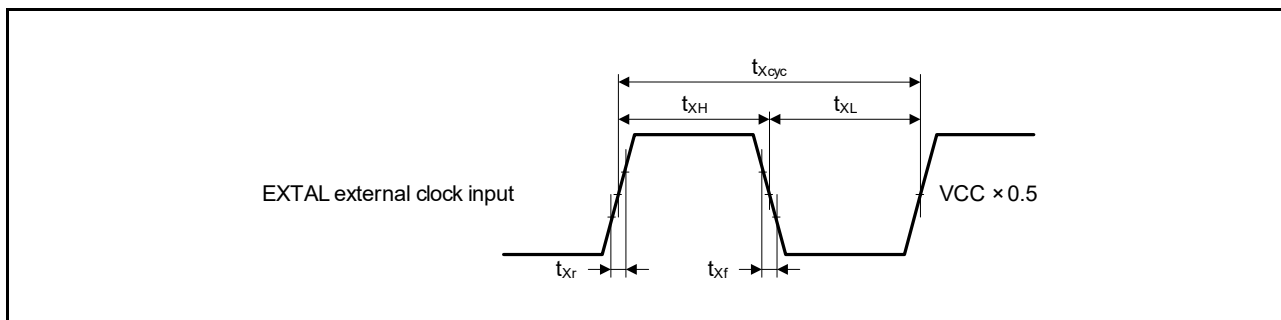 tXcyc
tXH
tXL
EXTAL external clock input
VCC × 0.5
tXr
tXf